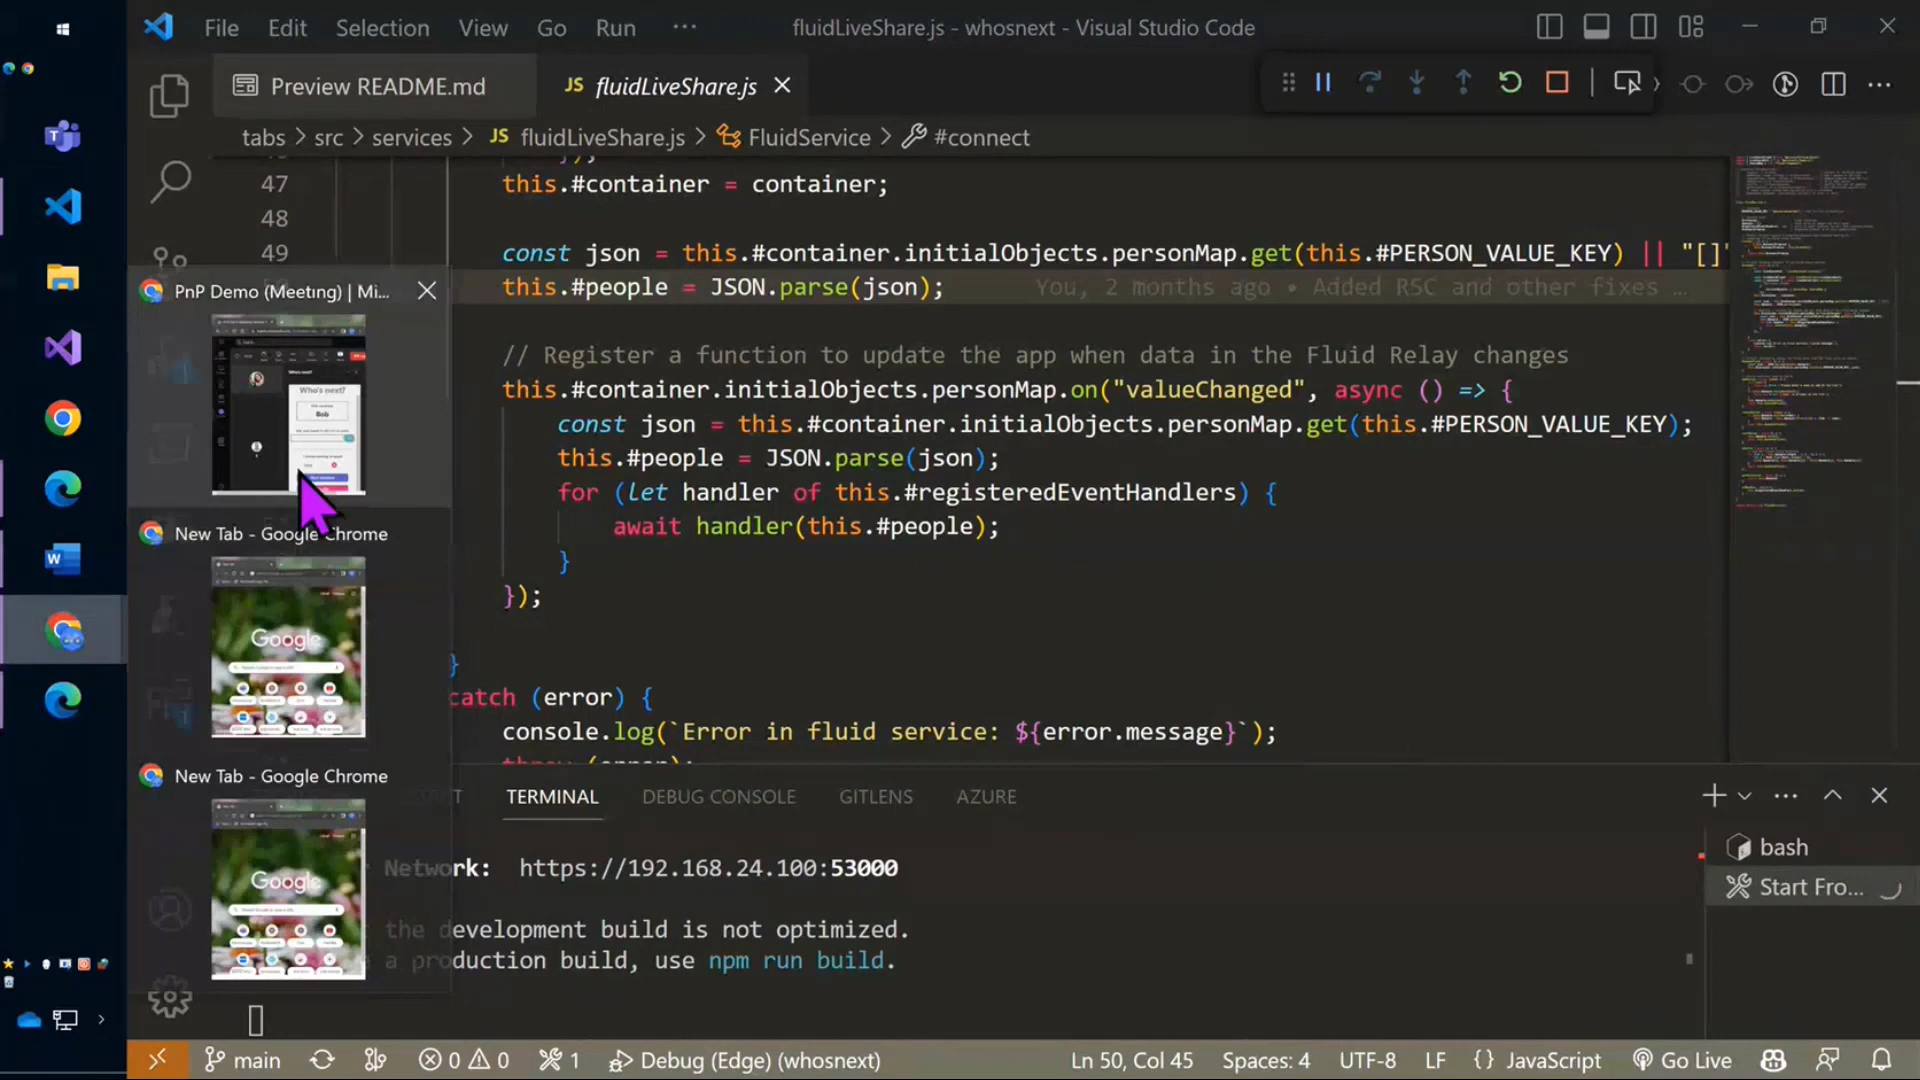 File Edit Selection View Go Run ··· fluidLiveShare.js - whosnext - Visual Studio Code
Preview README.md JS fluidLiveShare.js
tabs > src > services > JS fluidLiveShare.js > FluidService > #connect
47 this.#container = container;
48
49 const json = this.#container.initialObjects.personMap.get(this.#PERSON_VALUE_KEY) || "[]"
this.#people = JSON.parse(json); You, 2 months ago • Added RSC and other fixes …
// Register a function to update the app when data in the Fluid Relay changes
this.#container.initialObjects.personMap.on("valueChanged", async () => {
const json = this.#container.initialObjects.personMap.get(this.#PERSON_VALUE_KEY);
this.#people = JSON.parse(json);
for (let handler of this.#registeredEventHandlers) {
await handler(this.#people);
}
});
}
catch (error) {
console.log(`Error in fluid service: ${error.message}`);
throw (error);
PnP Demo (Meeting) | Mi...
Who's next?
Bob
New Tab - Google Chrome
Google
New Tab - Google Chrome
Google
TERMINAL DEBUG CONSOLE GITLENS AZURE
Network: https://192.168.24.100:53000
the development build is not optimized.
a production build, use npm run build.
bash
Start Fro...
main 0 0 1 Debug (Edge) (whosnext) Ln 50, Col 45 Spaces: 4 UTF-8 LF {} JavaScript Go Live